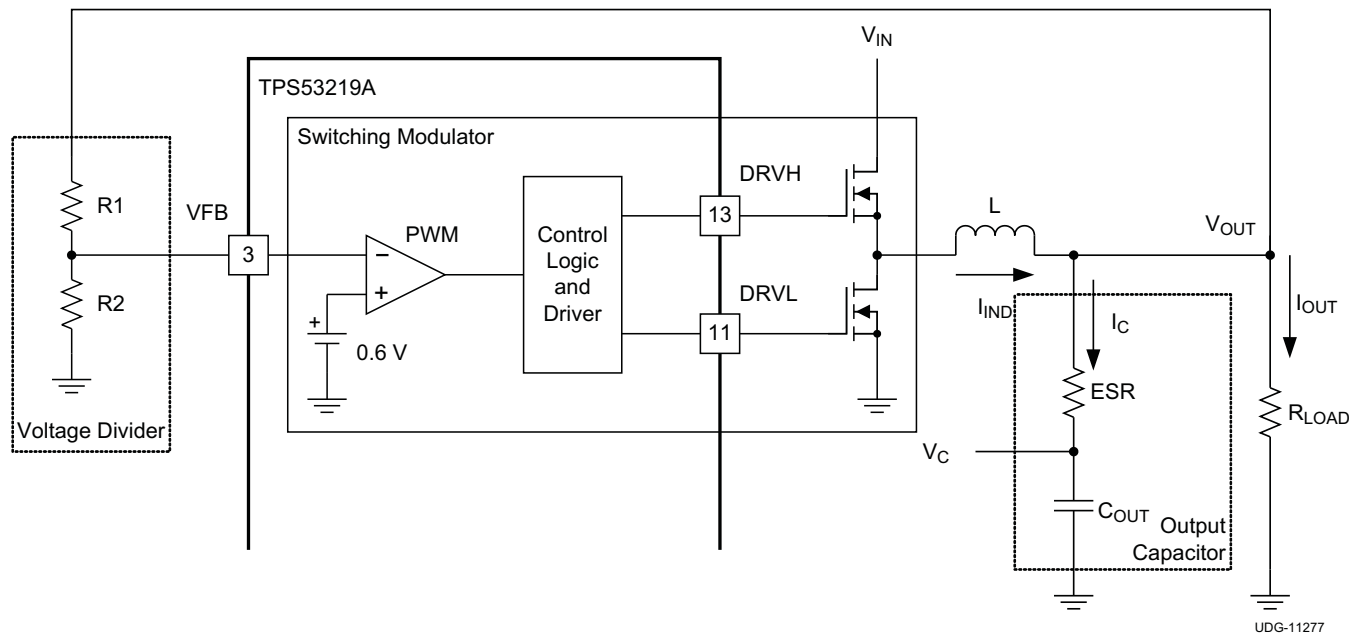 V_IN
TPS53219A
Switching Modulator
DRVH
R1
VFB
13
L
PWM
Control
Logic
and
Driver
V_OUT
3
−
+
R2
DRVL
I_IND
I_C
I_OUT
+
0.6 V
11
ESR
R_LOAD
Voltage Divider
V_C
C_OUT
Output
Capacitor
UDG-11277